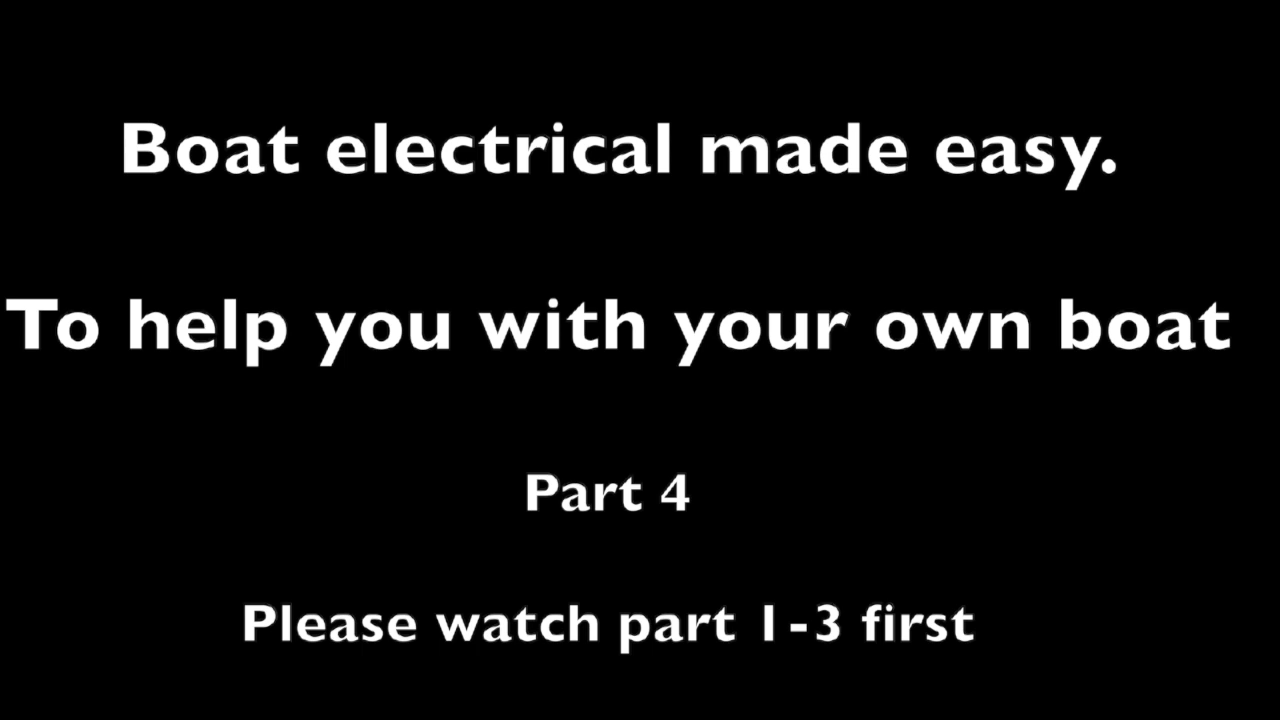 Boat electrical made easy.
To help you with your own boat
Part 4
Please watch part 1-3 first